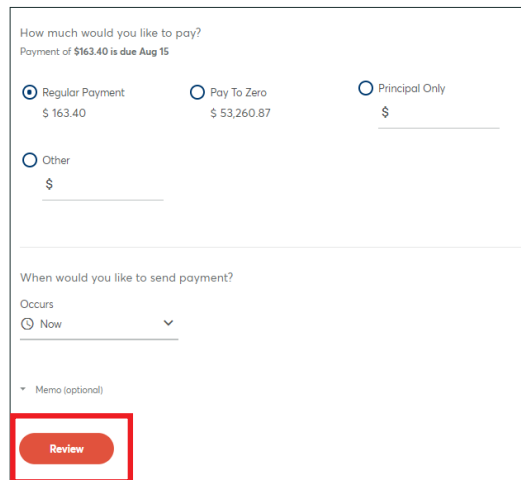 How much would you like to pay?
Payment of $163.40 is due Aug 15
Regular Payment
$ 163.40
Pay To Zero
$ 53,260.87
Principal Only
$
Other
$
When would you like to send payment?
Occurs
Now
Memo (optional)
Review